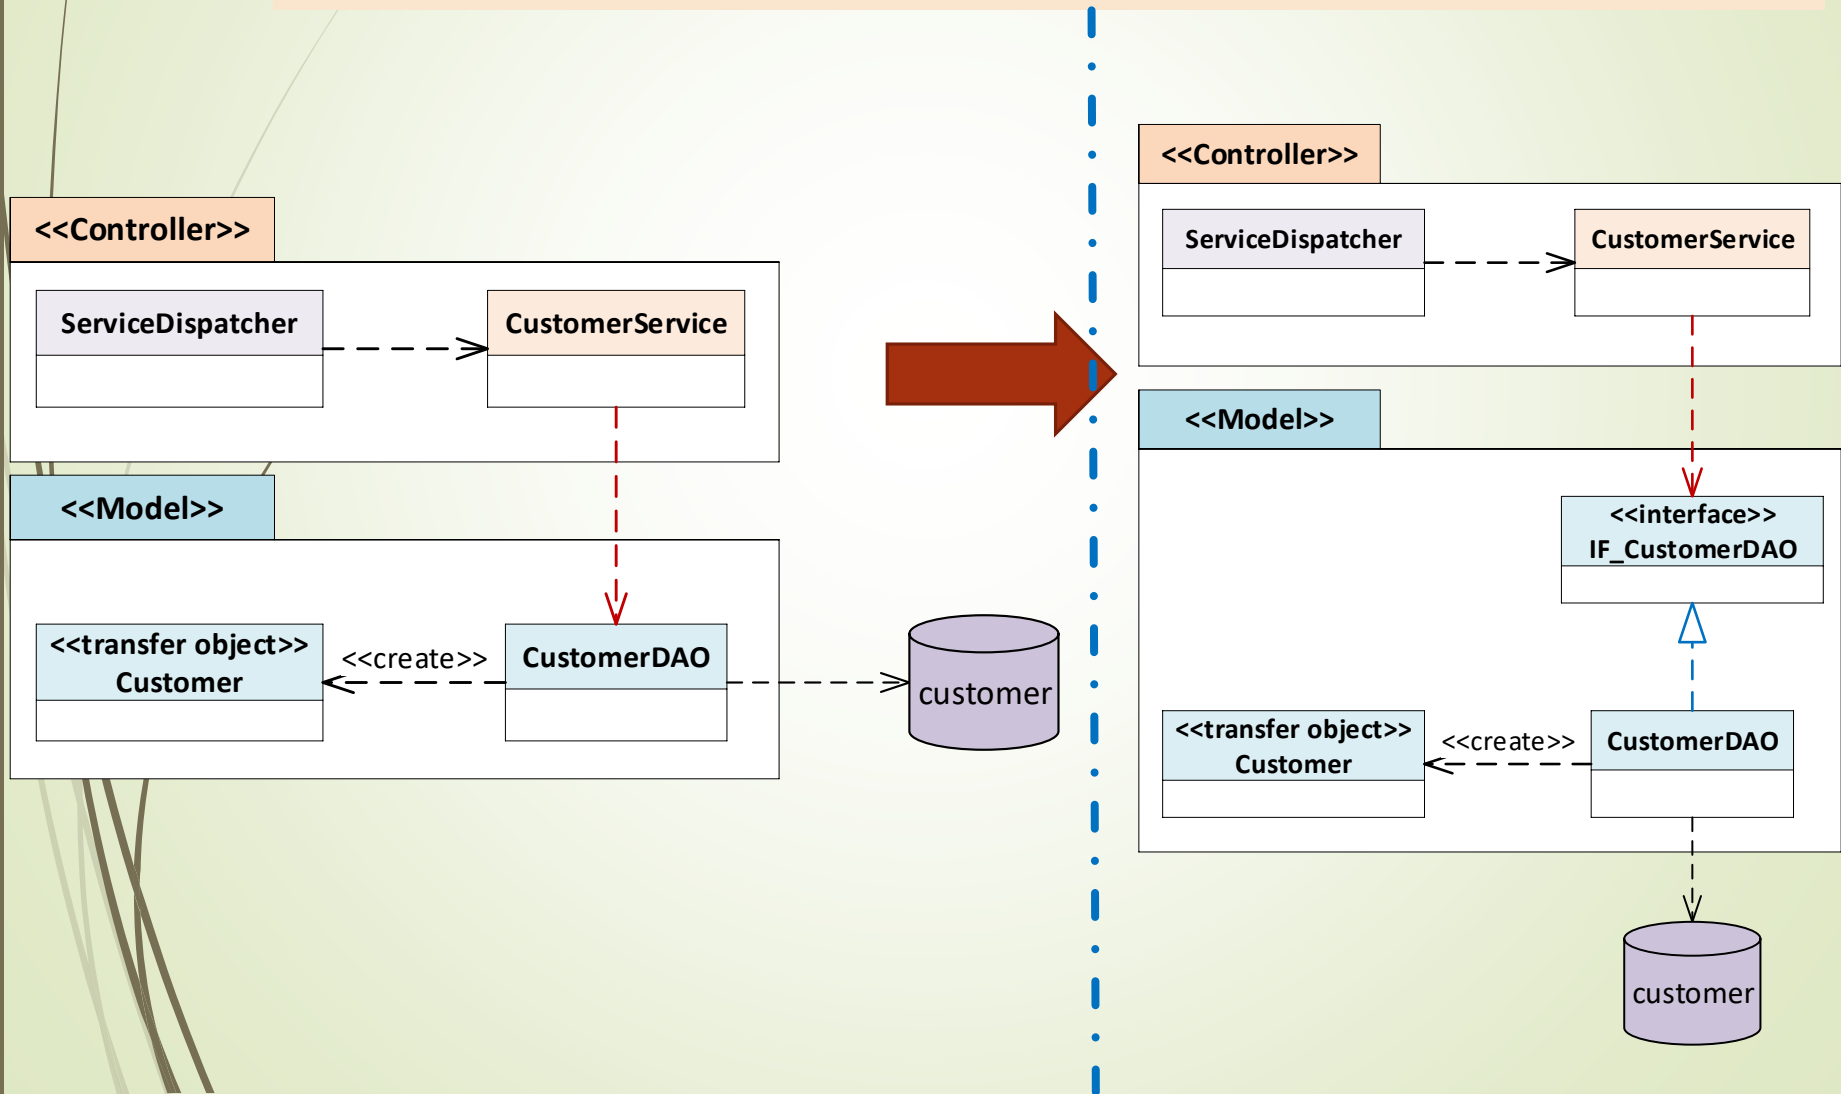 <<Controller>>
ServiceDispatcher
CustomerService
<<Model>>
<<transfer object>>
Customer
<<create>>
CustomerDAO
customer
<<Controller>>
ServiceDispatcher
CustomerService
<<Model>>
<<interface>>
IF_CustomerDAO
<<transfer object>>
Customer
<<create>>
CustomerDAO
customer